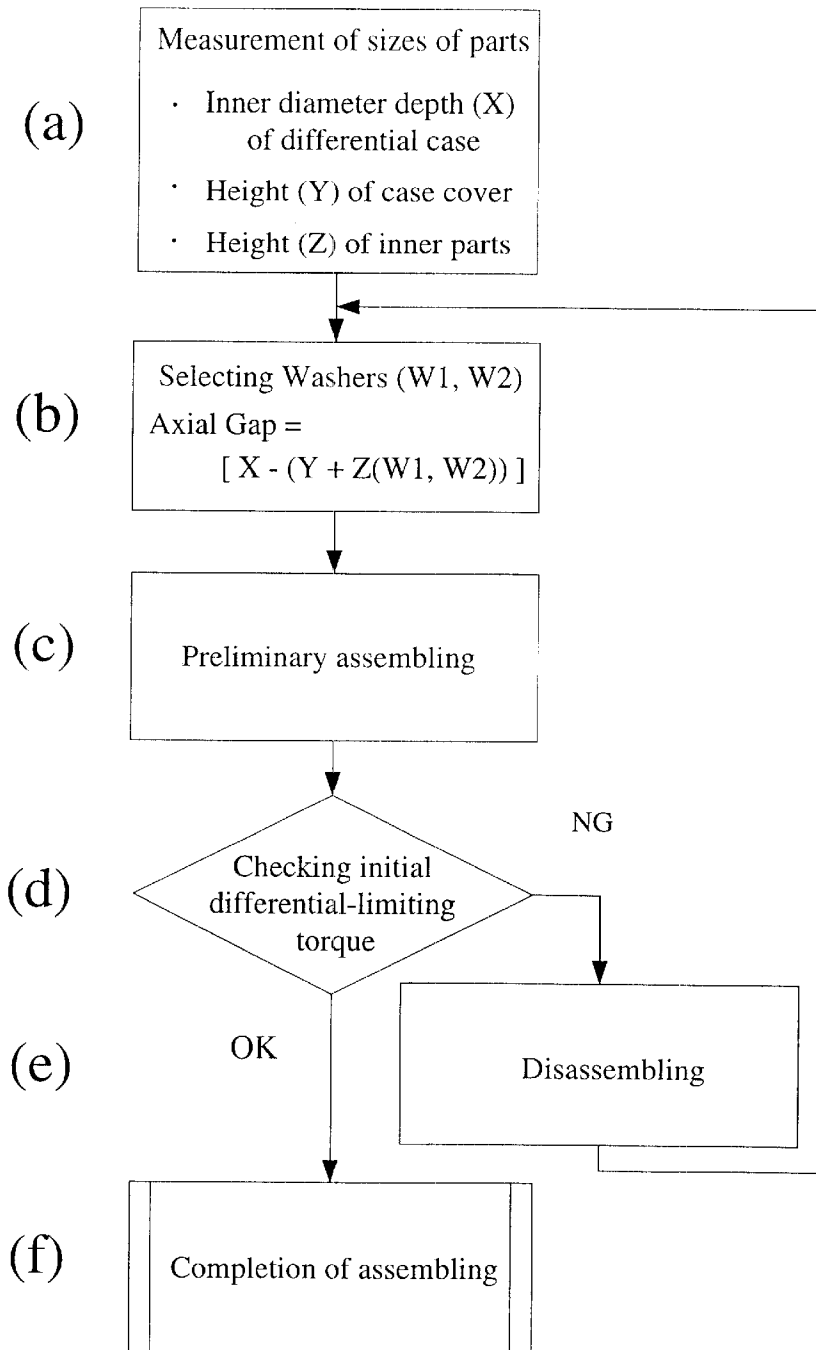 Measurement of sizes of parts
(a)
· Inner diameter depth (X)
of differential case
· Height (Y) of case cover
· Height (Z) of inner parts
(b)
Selecting Washers (W1, W2)
Axial Gap =
[ X - (Y + Z(W1, W2)) ]
(c)
Preliminary assembling
(d)
Checking initial
differential-limiting
torque
NG
OK
(e)
Disassembling
(f)
Completion of assembling